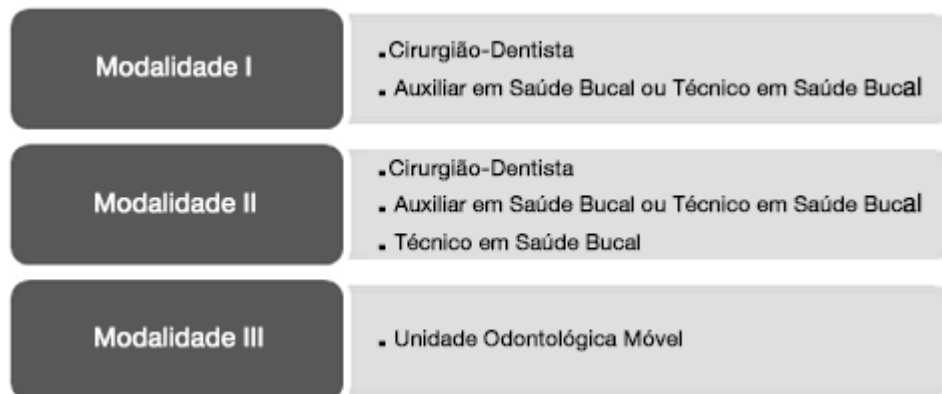 Modalidade I
.Cirurgião-Dentista
. Auxiliar em Saúde Bucal ou Técnico em Saúde Bucal
Modalidade II
.Cirurgião-Dentista
. Auxiliar em Saúde Bucal ou Técnico em Saúde Bucal
. Técnico em Saúde Bucal
Modalidade III
. Unidade Odontológica Móvel